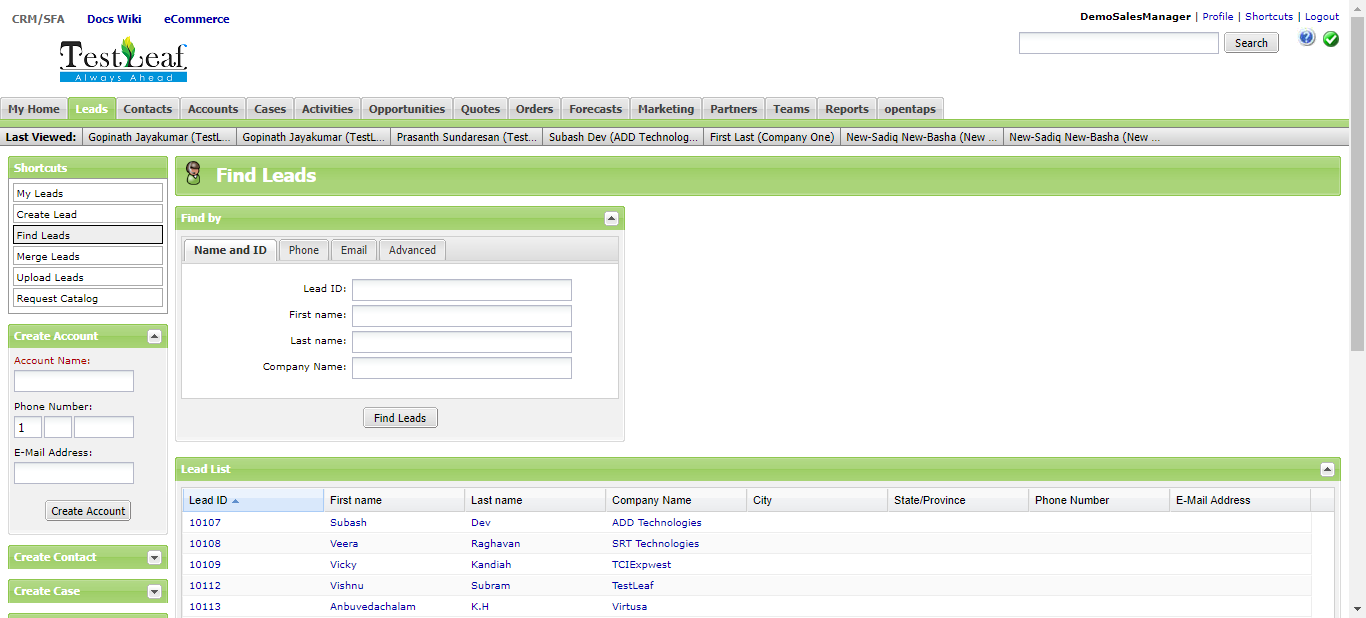 CRM/SFA Docs Wiki eCommerce
DemoSalesManager | Profile | Shortcuts | Logout
TestLeaf
Always Ahead
Search
My Home Leads Contacts Accounts Cases Activities Opportunities Quotes Orders Forecasts Marketing Partners Teams Reports opentaps
Last Viewed: Gopinath Jayakumar (TestL... Gopinath Jayakumar (TestL... Prasanth Sundaresan (Test... Subash Dev (ADD Technolog... First Last (Company One) New-Sadiq New-Basha (New ... New-Sadiq New-Basha (New ...
Shortcuts
My Leads
Create Lead
Find Leads
Merge Leads
Upload Leads
Request Catalog
Create Account
Account Name:
Phone Number:
1
E-Mail Address:
Create Account
Create Contact
Create Case
Find Leads
Find by
Name and ID Phone Email Advanced
Lead ID:
First name:
Last name:
Company Name:
Find Leads
Lead List
Lead ID First name Last name Company Name City State/Province Phone Number E-Mail Address
10107 Subash Dev ADD Technologies
10108 Veera Raghavan SRT Technologies
10109 Vicky Kandiah TCIExpwest
10112 Vishnu Subram TestLeaf
10113 Anbuvedachalam K.H Virtusa